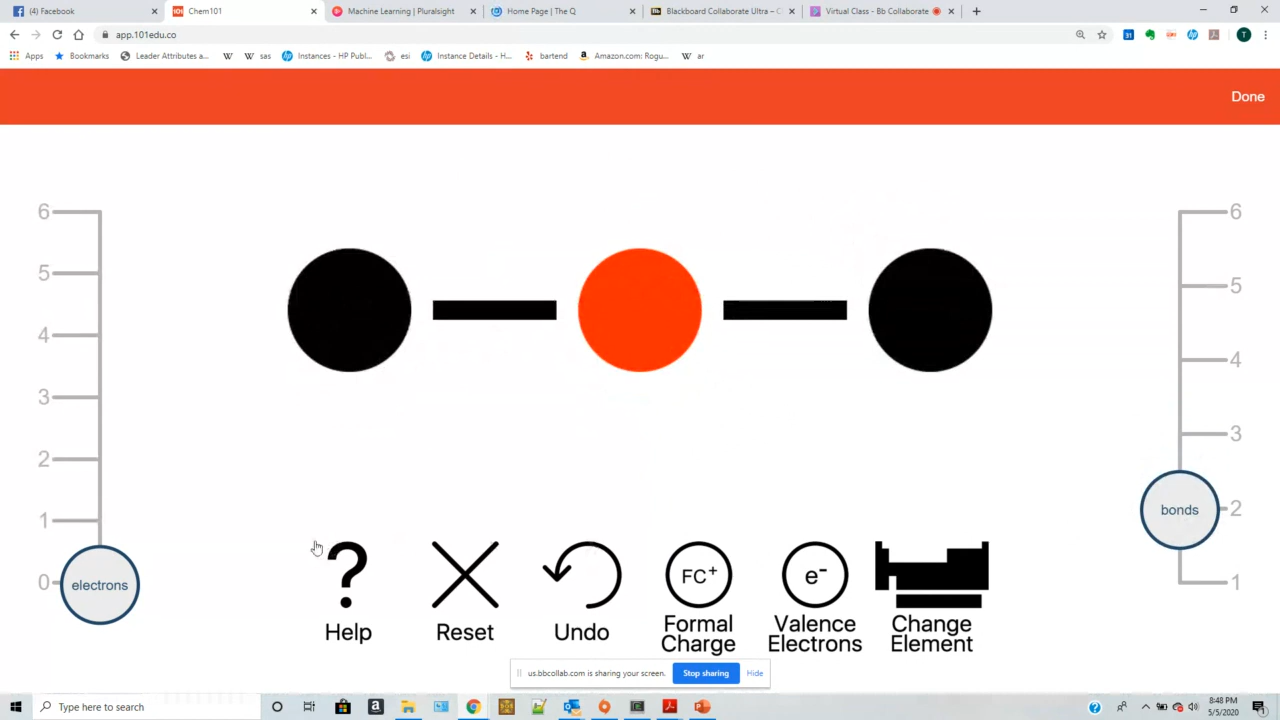 (4) Facebook
Chem101
Machine Learning | Pluralsight
Home Page | The Q
Blackboard Collaborate Ultra – C
Virtual Class - Bb Collaborate
app.101edu.co
Apps
Bookmarks
Leader Attributes a...
sas
Instances - HP Publ...
esi
Instance Details - H...
bartend
Amazon.com: Rogu...
ar
Done
6
5
4
3
2
1
0
electrons
6
5
4
3
2
1
bonds
?
Help
Reset
Undo
FC+
Formal
Charge
e-
Valence
Electrons
Change
Element
us.bbcollab.com is sharing your screen.
Stop sharing
Hide
Type here to search
8:48 PM
5/5/2020